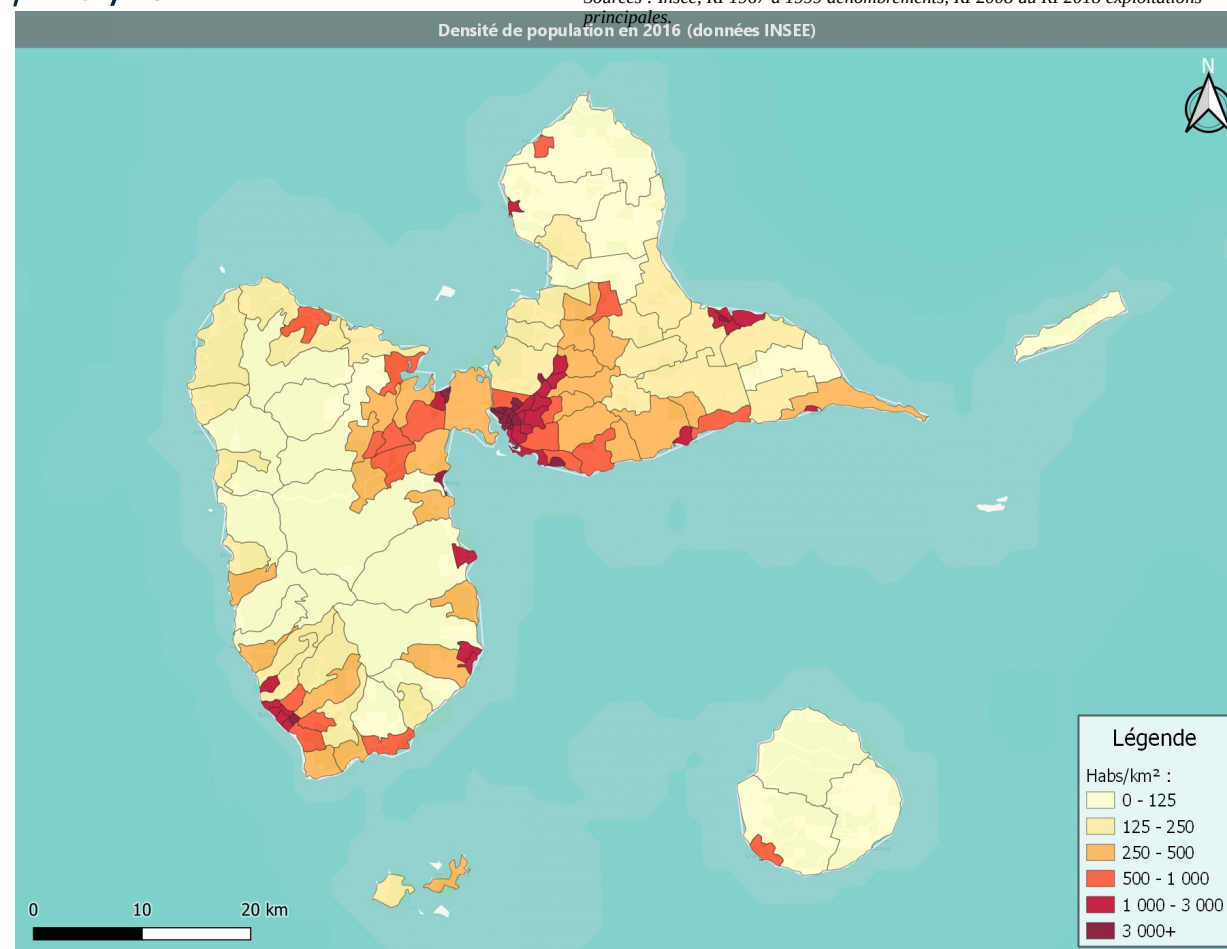 Sources : Insee, RP1967 à 1999 dénombrements, RP2008 au RP2018 exploitations
principales.
Densité de population en 2016 (données INSEE)
N
Légende
Habs/km² :
0 - 125
125 - 250
250 - 500
500 - 1 000
1 000 - 3 000
3 000+
0 10 20 km